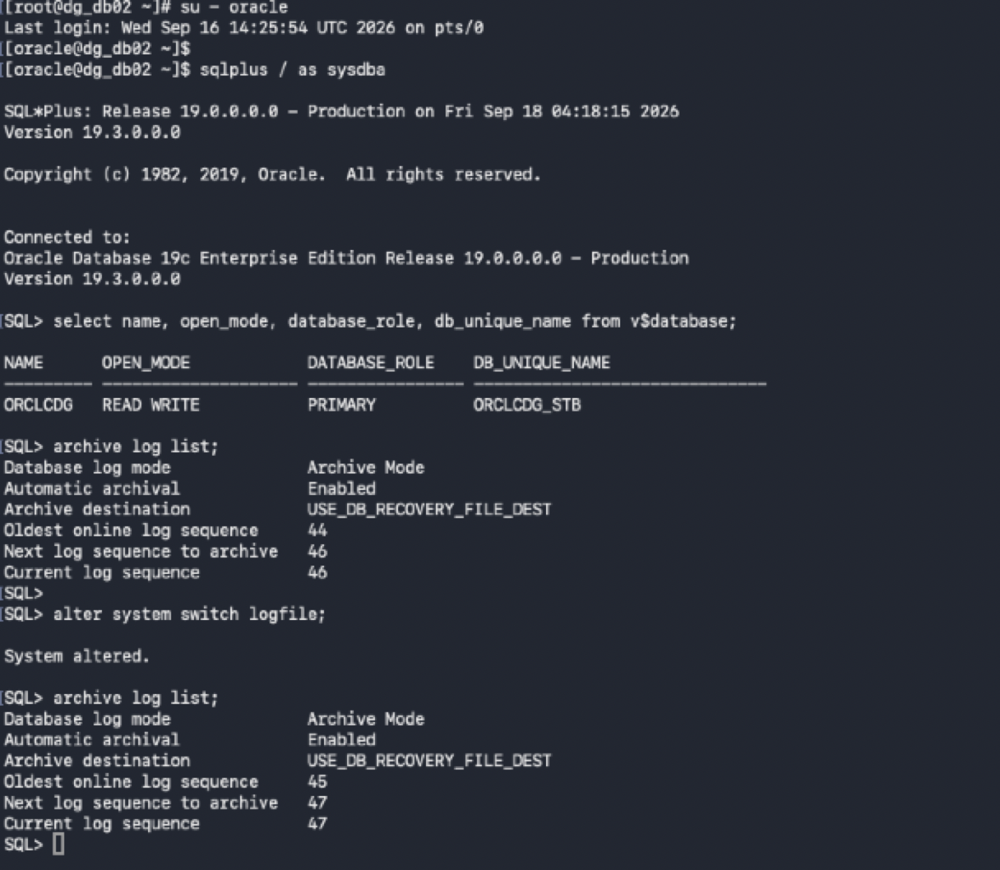 [[root@dg_db02 ~]# su - oracle
Last login: Wed Sep 16 14:25:54 UTC 2026 on pts/0
[[oracle@dg_db02 ~]$
[[oracle@dg_db02 ~]$ sqlplus / as sysdba
SQL*Plus: Release 19.0.0.0.0 - Production on Fri Sep 18 04:18:15 2026
Version 19.3.0.0.0
Copyright (c) 1982, 2019, Oracle.  All rights reserved.
Connected to:
Oracle Database 19c Enterprise Edition Release 19.0.0.0.0 - Production
Version 19.3.0.0.0
[SQL> select name, open_mode, database_role, db_unique_name from v$database;
NAME      OPEN_MODE            DATABASE_ROLE    DB_UNIQUE_NAME
--------- -------------------- ---------------- ------------------------------
ORCLCDG   READ WRITE           PRIMARY          ORCLCDG_STB
[SQL> archive log list;
Database log mode              Archive Mode
Automatic archival             Enabled
Archive destination            USE_DB_RECOVERY_FILE_DEST
Oldest online log sequence     44
Next log sequence to archive   46
Current log sequence           46
[SQL>
[SQL> alter system switch logfile;
System altered.
[SQL> archive log list;
Database log mode              Archive Mode
Automatic archival             Enabled
Archive destination            USE_DB_RECOVERY_FILE_DEST
Oldest online log sequence     45
Next log sequence to archive   47
Current log sequence           47
SQL>